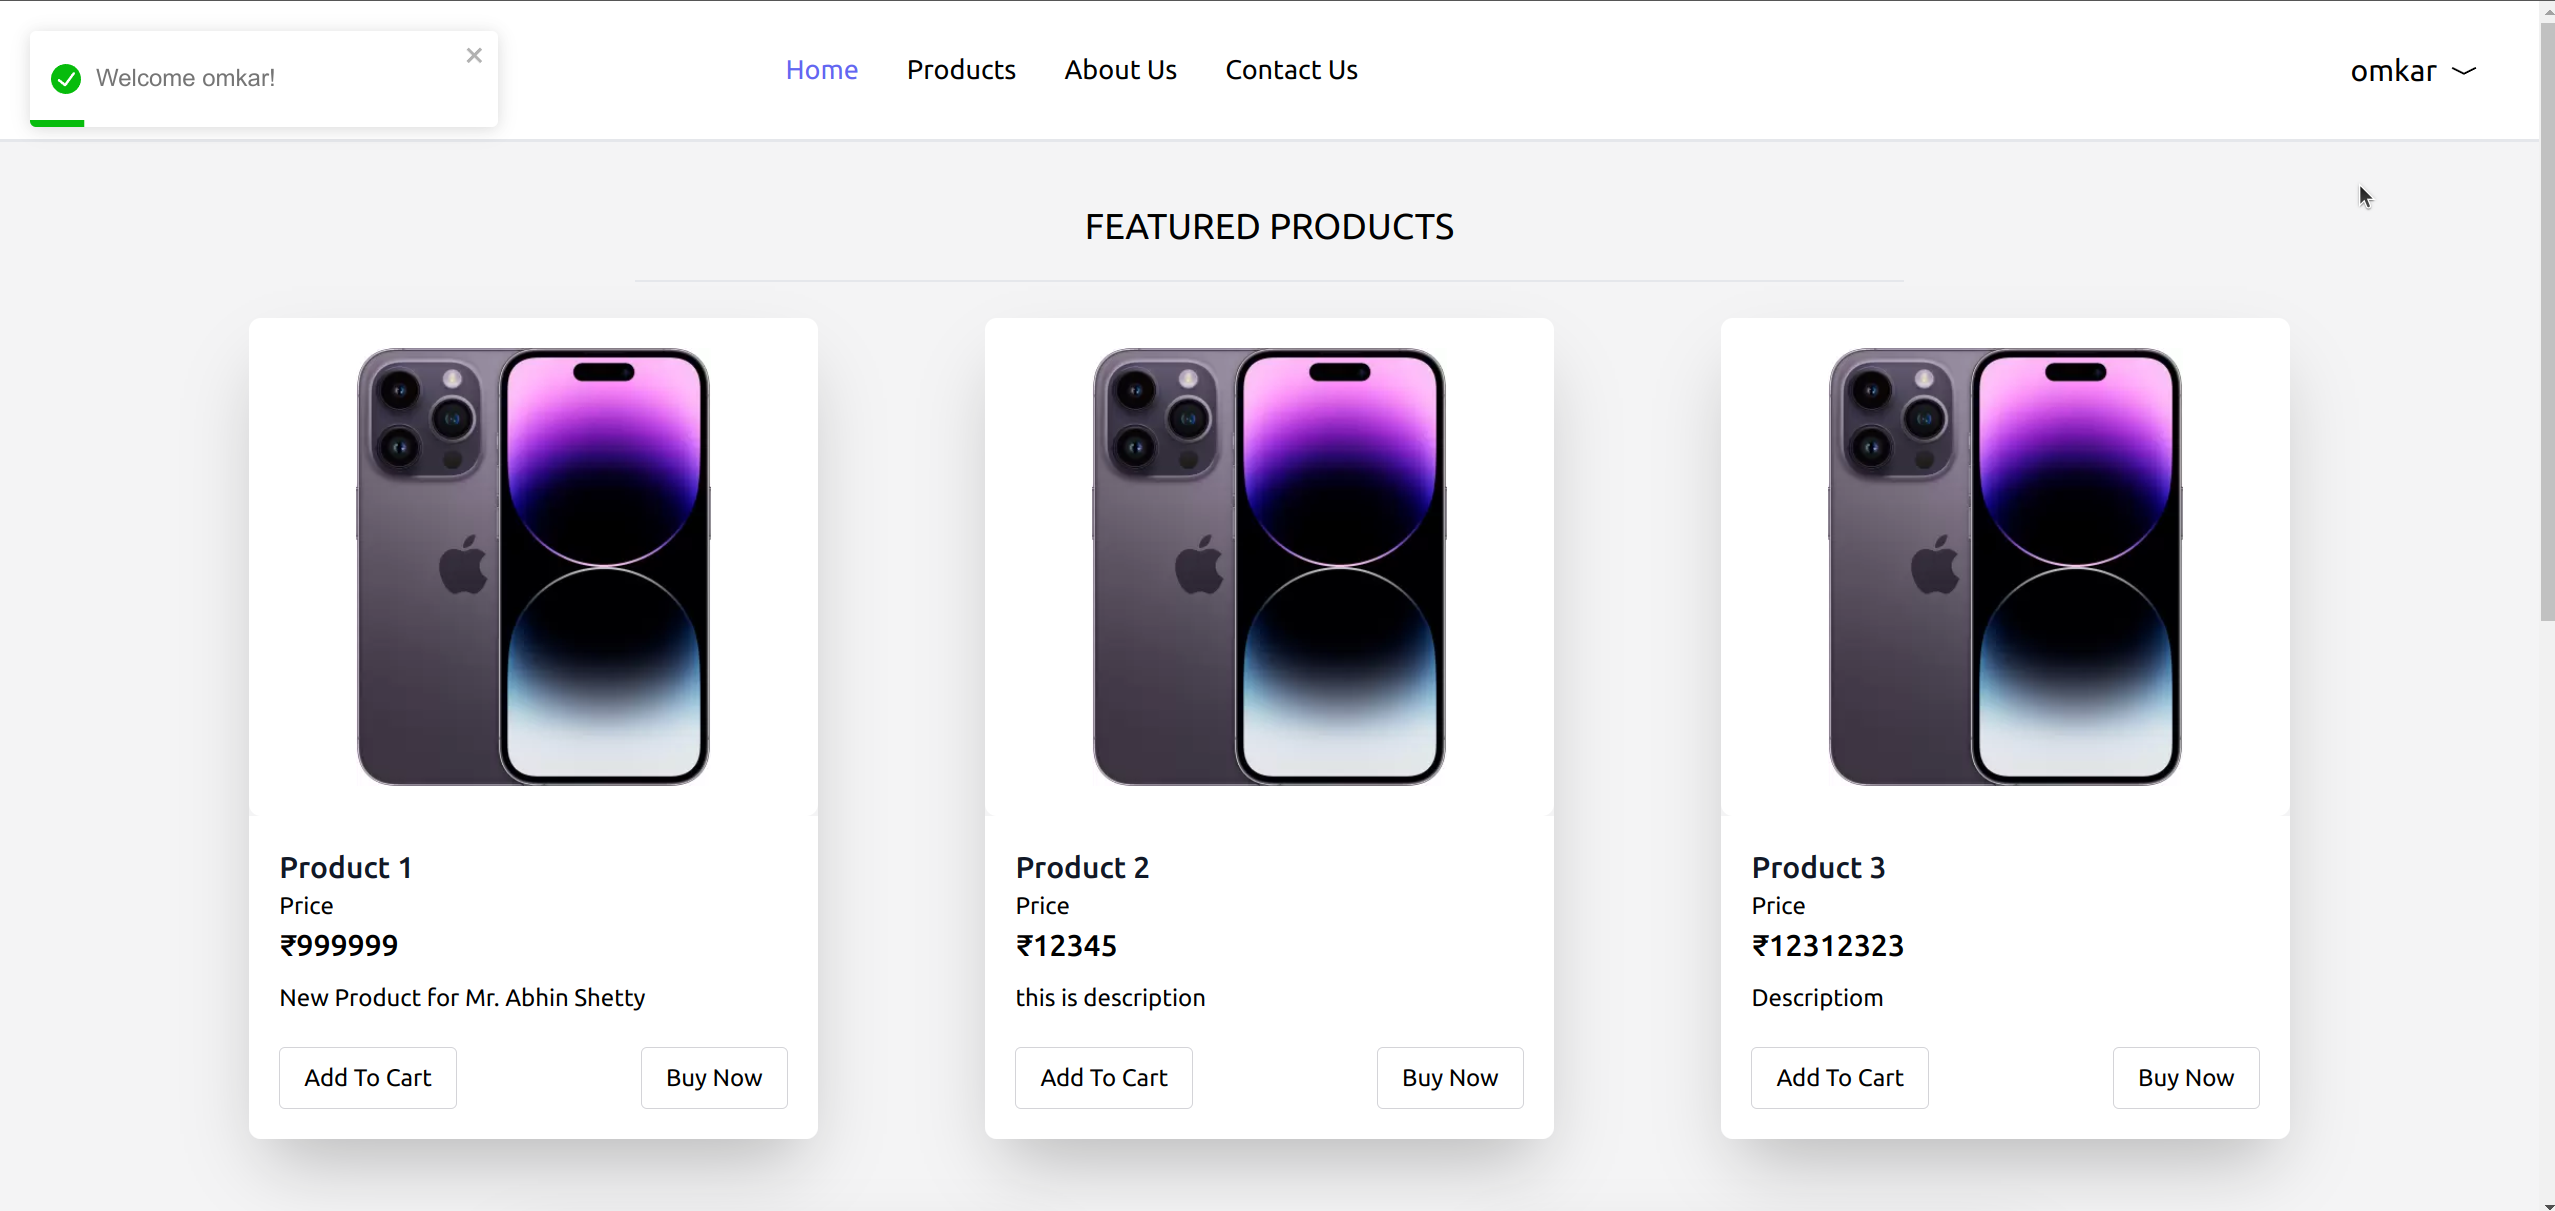 Welcome omkar!
Home Products About Us Contact Us
omkar
FEATURED PRODUCTS
Product 1
Price
₹999999
New Product for Mr. Abhin Shetty
Add To Cart Buy Now
Product 2
Price
₹12345
this is description
Add To Cart Buy Now
Product 3
Price
₹12312323
Descriptiom
Add To Cart Buy Now